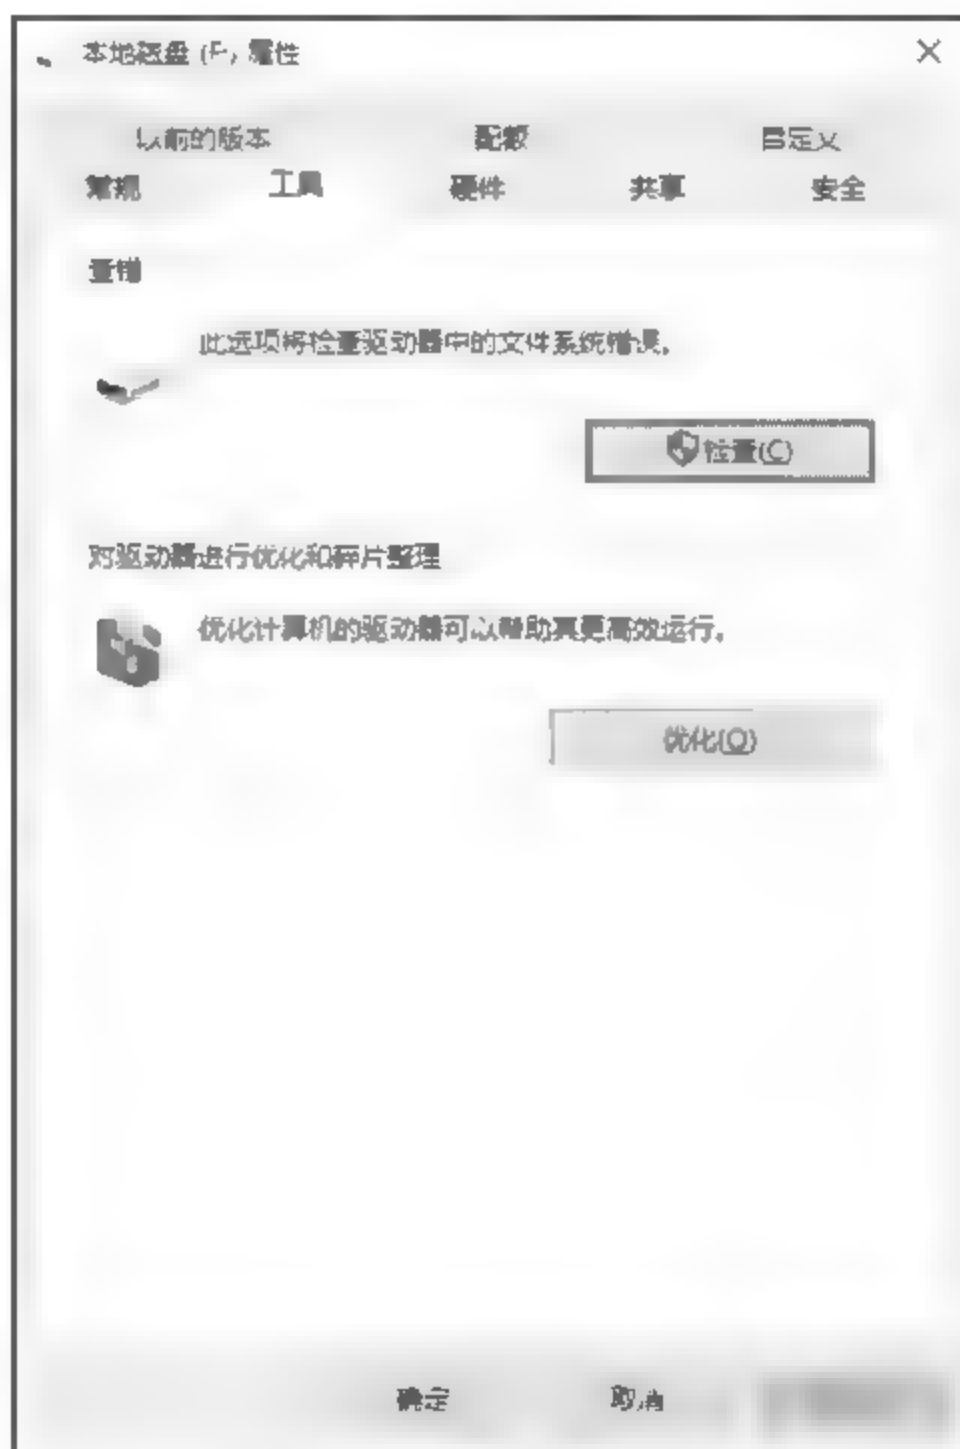 本地磁盘 属性
以前的版本 配额 自定义
常规 工具 硬件 共享 安全
查错
此选项将检查驱动器中的文件系统错误。
检查(C)
对驱动器进行优化和碎片整理
优化计算机的驱动器可以帮助其更高效运行。
优化(O)
确定 取消